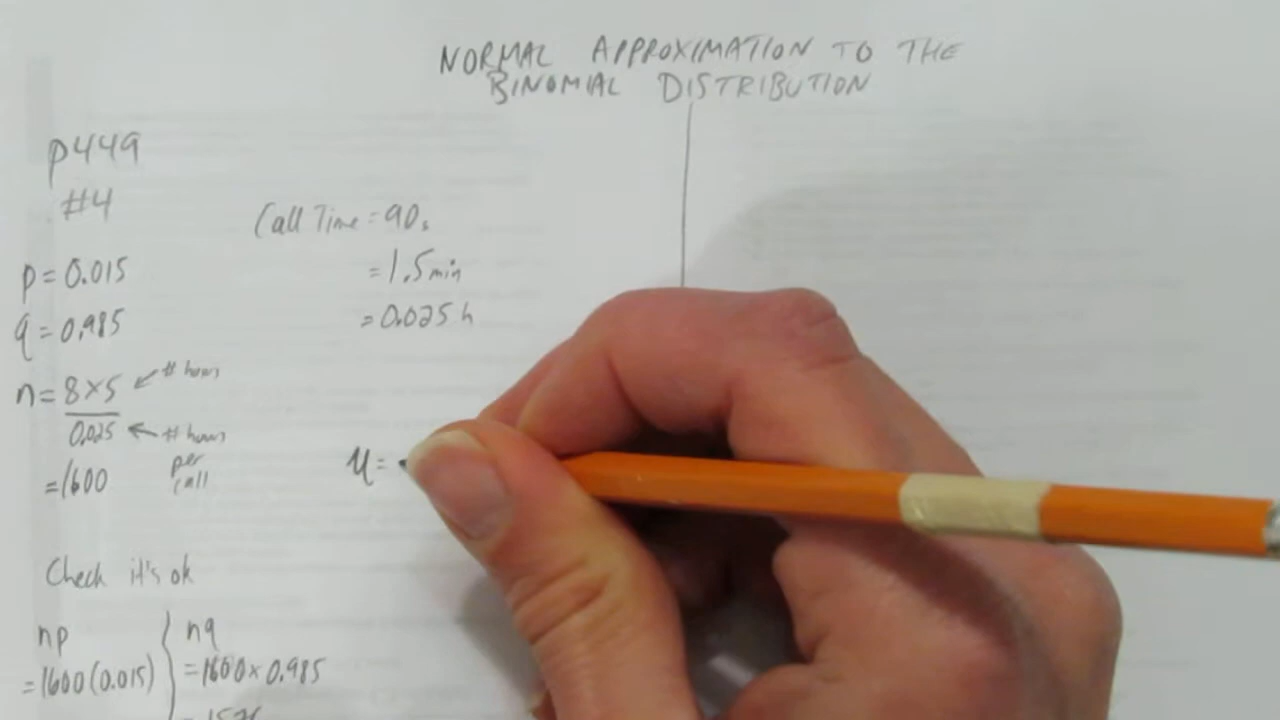 NORMAL APPROXIMATION TO THE
BINOMIAL DISTRIBUTION
p449
#4
p = 0.015
q = 0.985
n = 8×5 ← # hours
0.025 ← # hours
per
call
= 1600
Call Time = 90s
= 1.5 min
= 0.025 h
μ =
Check it's ok
np
= 1600(0.015)
nq
= 1600 × 0.985